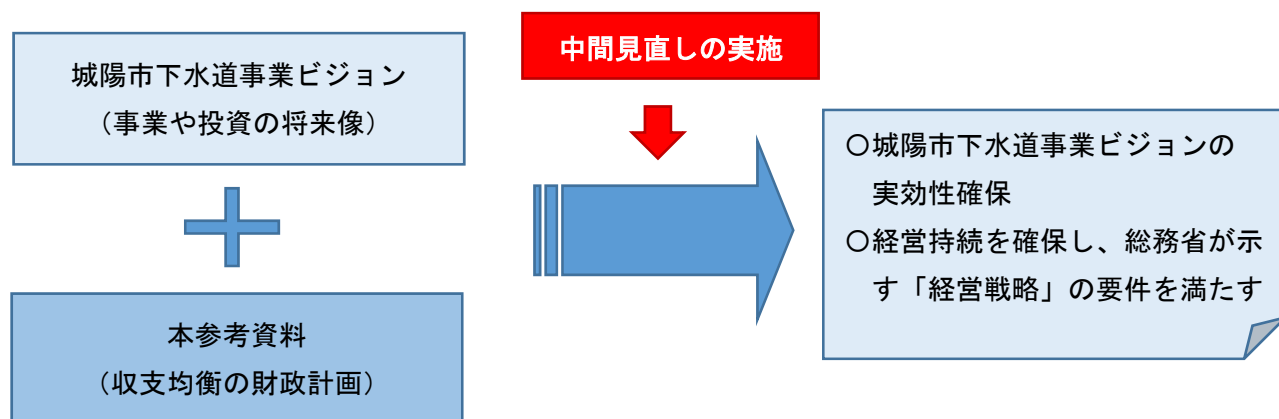 城陽市下水道事業ビジョン
（事業や投資の将来像）
本参考資料
（収支均衡の財政計画）
中間見直しの実施
〇城陽市下水道事業ビジョンの
実効性確保
〇経営持続を確保し、総務省が示
す「経営戦略」の要件を満たす